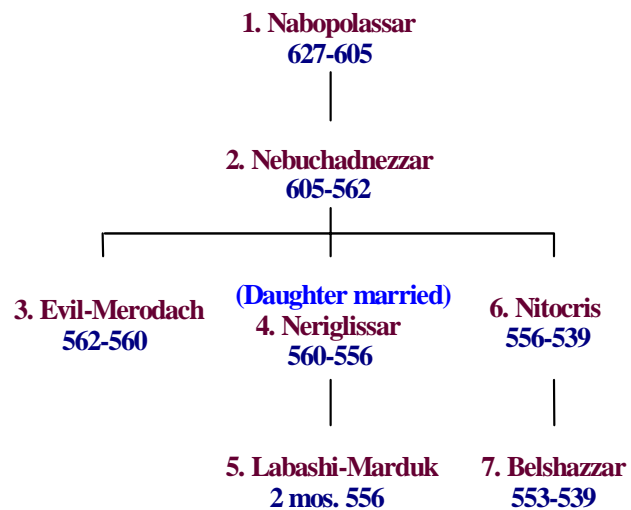 1. Nabopolassar
627-605
2. Nebuchadnezzar
605-562
3. Evil-Merodach
562-560
(Daughter married)
4. Neriglissar
560-556
6. Nitocris
556-539
5. Labashi-Marduk
2 mos. 556
7. Belshazzar
553-539